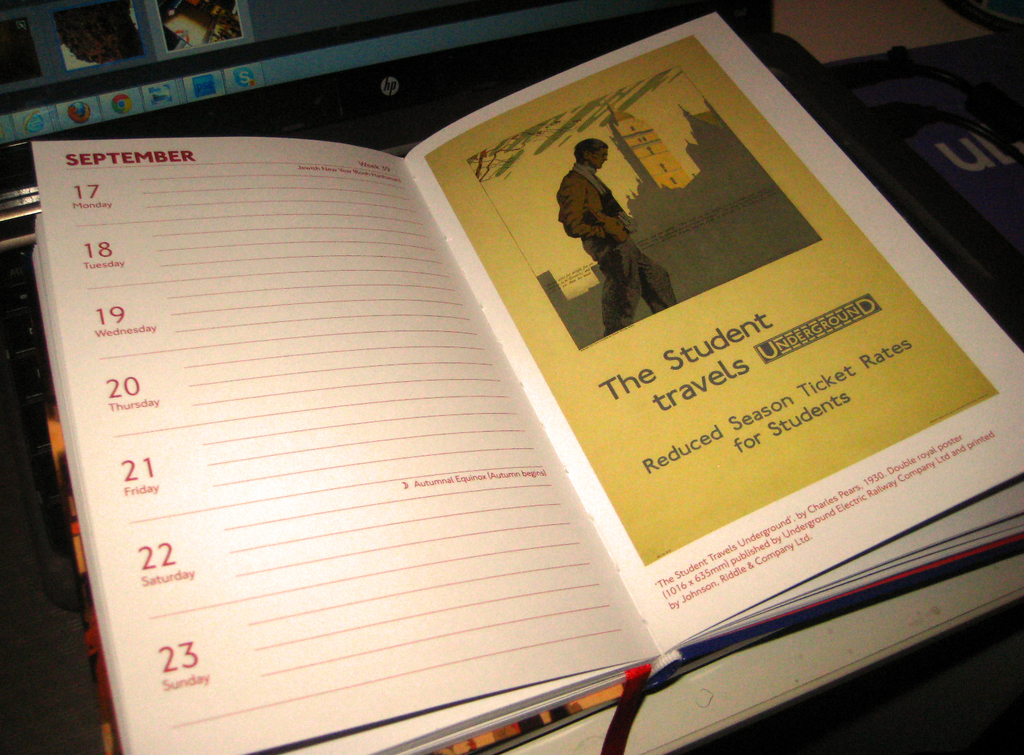 hp
SEPTEMBER
Week 39
Jewish New Year (Rosh Hashanah)
17
Monday
18
Tuesday
19
Wednesday
20
Thursday
21
Friday
Autumnal Equinox (Autumn begins)
22
Saturday
23
Sunday
The Student
travels UNDERGROUND
Reduced Season Ticket Rates
for Students
'The Student Travels Underground', by Charles Pears, 1930. Double royal poster
(1016 x 635mm) published by Underground Electric Railway Company Ltd and printed
by Johnson, Riddle & Company Ltd.